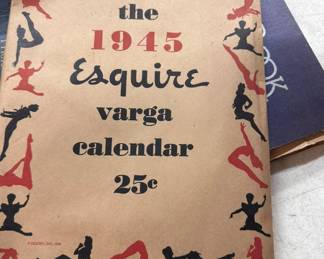 the
1945
Esquire
varga
calendar
25c